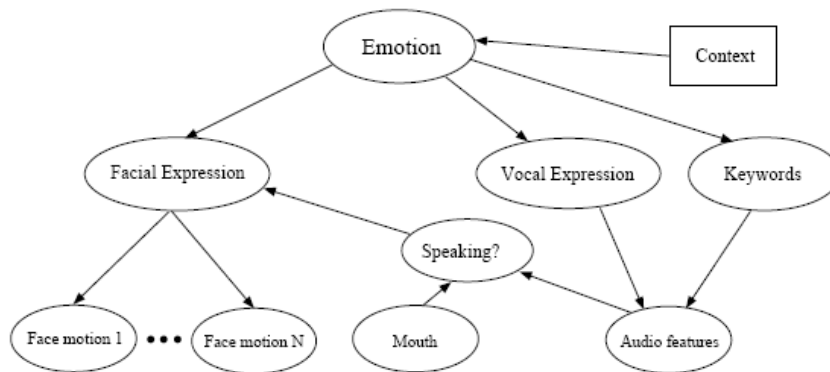 Emotion
Context
Facial Expression
Vocal Expression
Keywords
Speaking?
Face motion 1
Face motion N
Mouth
Audio features